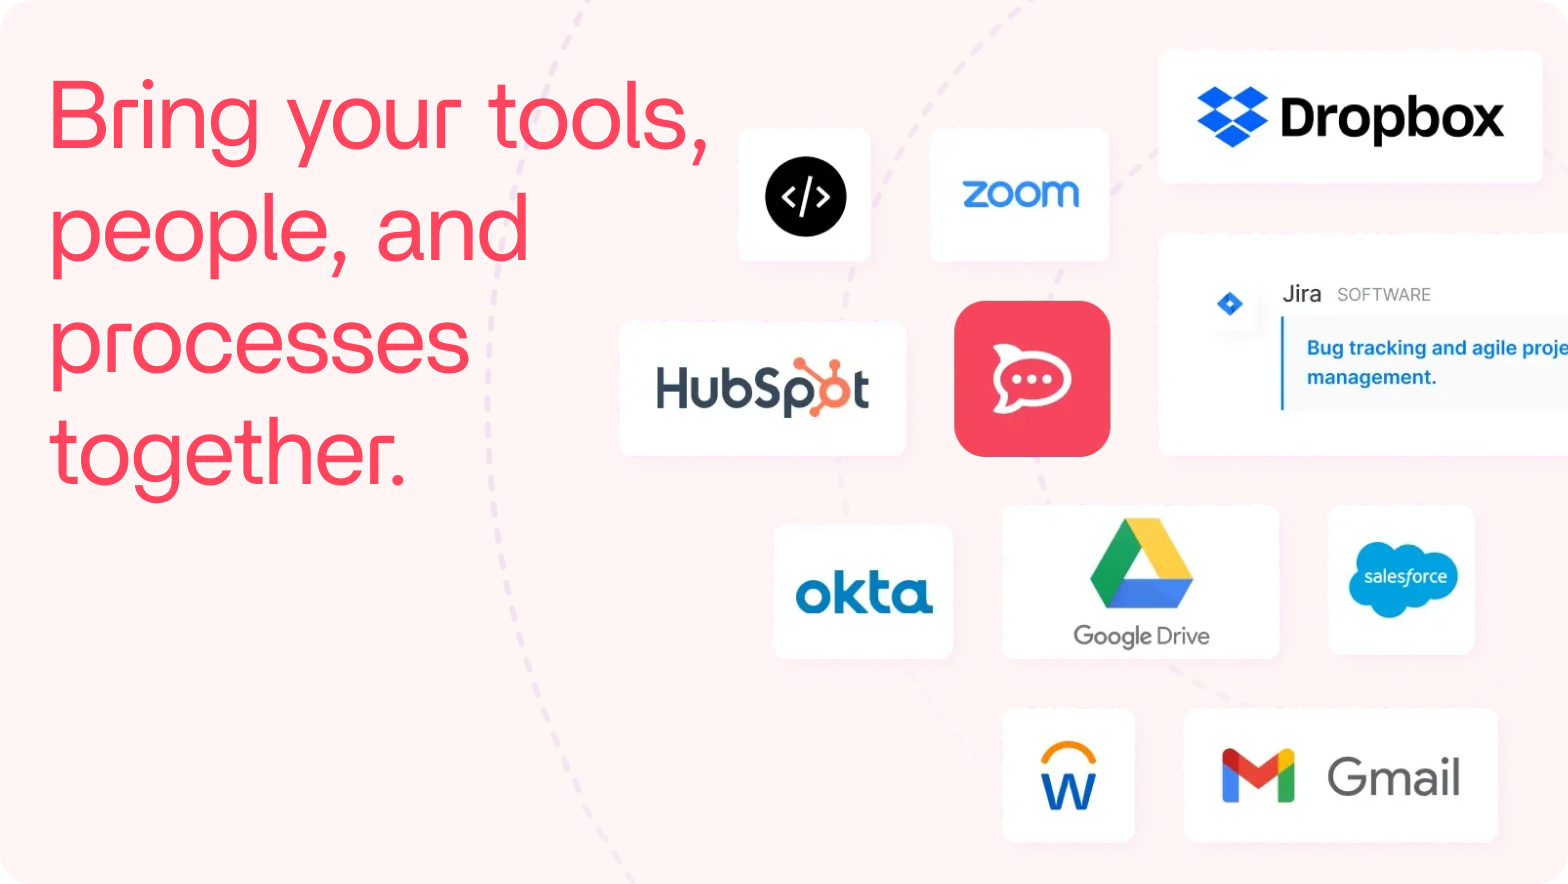 Bring your tools,
people, and
processes
together.
</>
zoom
Dropbox
HubSpot
Jira SOFTWARE
Bug tracking and agile proje
management.
okta
Google Drive
salesforce
W
Gmail